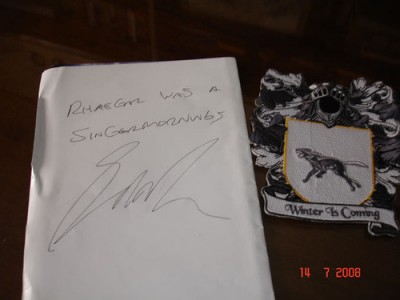 RHAEGAR WAS A
SINGERMORNINGS
Winter Is Coming
14 7 2008